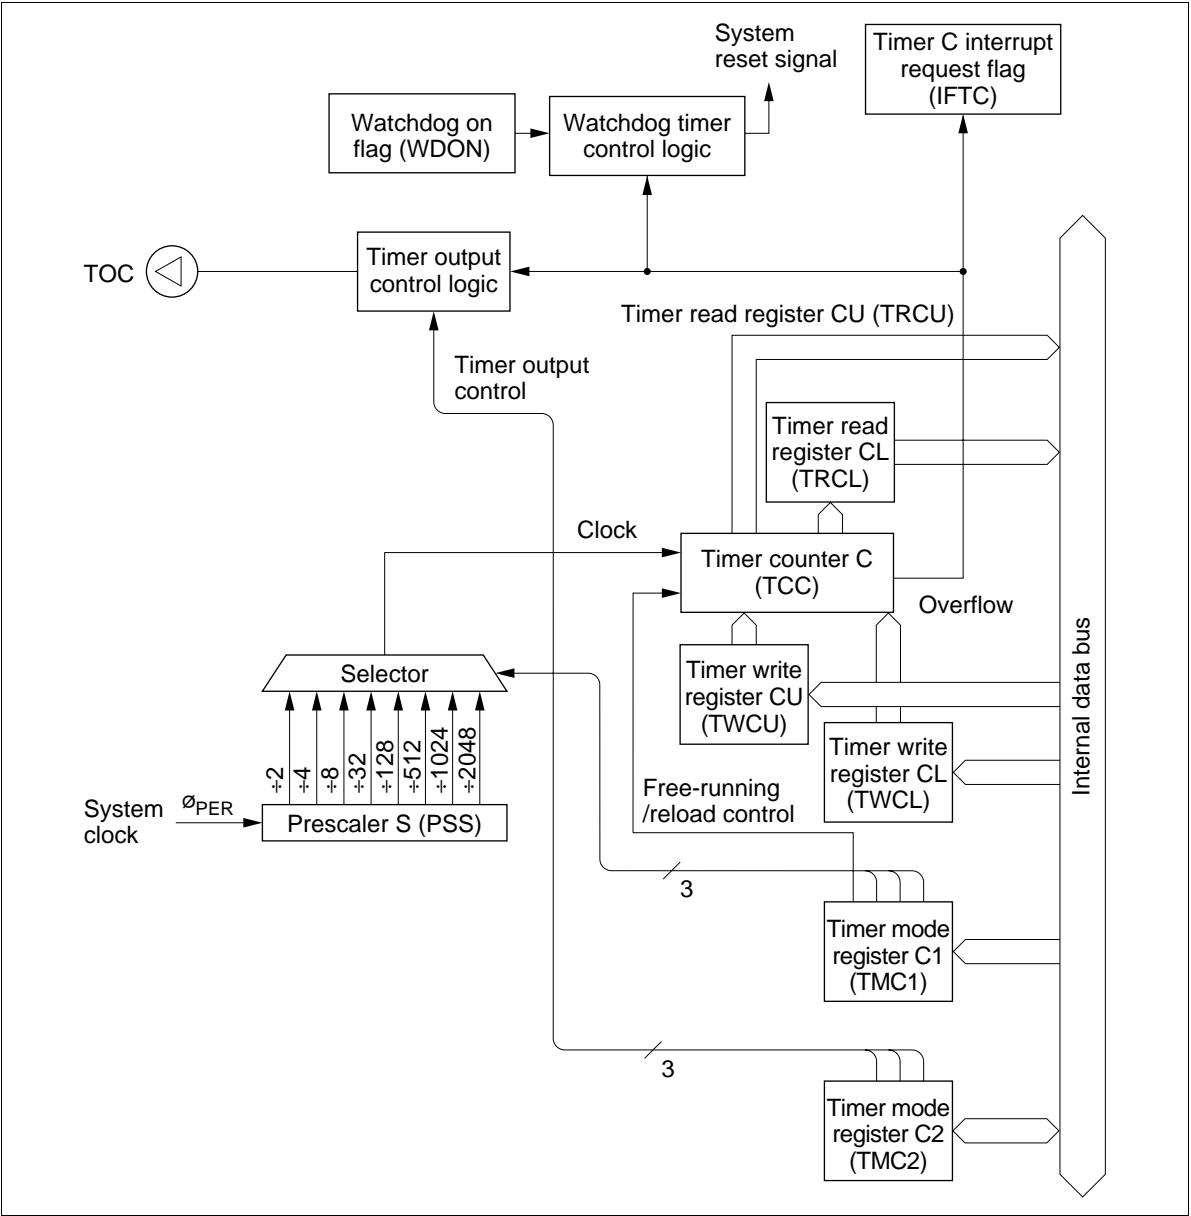 System
reset signal
Timer C interrupt
request flag
(IFTC)
Watchdog on
flag (WDON)
Watchdog timer
control logic
TOC
Timer output
control logic
Timer read register CU (TRCU)
Timer output
control
Timer read
register CL
(TRCL)
Clock
Timer counter C
(TCC)
Overflow
Internal data bus
Selector
Timer write
register CU
(TWCU)
Timer write
register CL
(TWCL)
÷2
÷4
÷8
÷32
÷128
÷512
÷1024
÷2048
Free-running
/reload control
System
clock
øPER
Prescaler S (PSS)
3
Timer mode
register C1
(TMC1)
3
Timer mode
register C2
(TMC2)